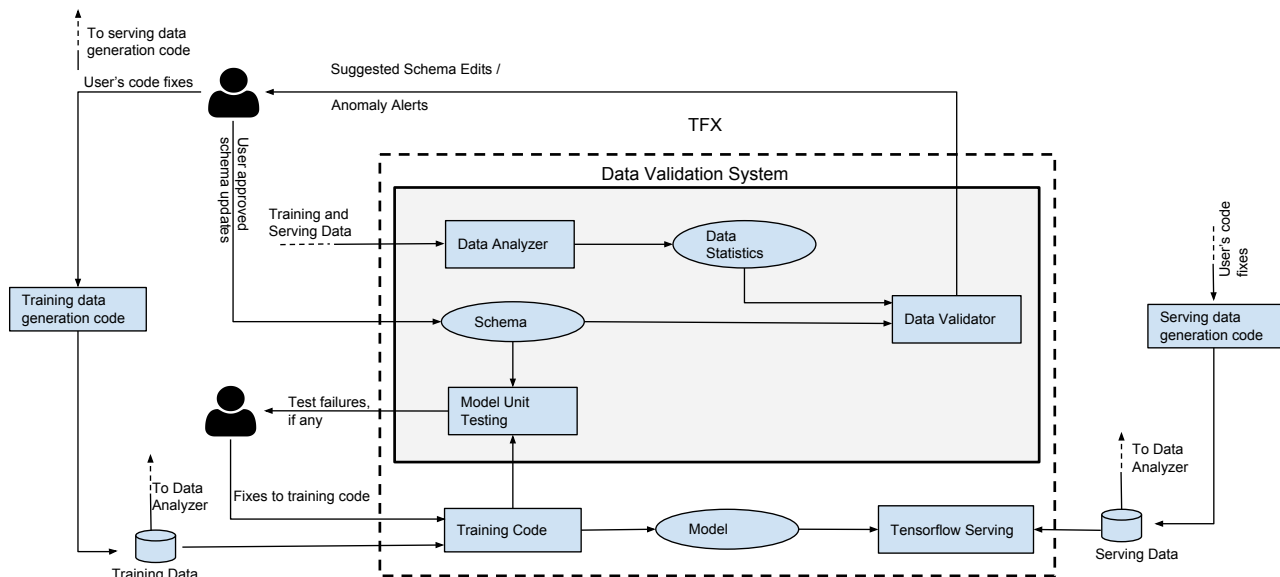 To serving data
generation code
User's code fixes
Suggested Schema Edits /
Anomaly Alerts
TFX
Data Validation System
User approved
schema updates
Training and
Serving Data
Data Analyzer
Data
Statistics
User's code
fixes
Training data
generation code
Schema
Data Validator
Serving data
generation code
Test failures,
if any
Model Unit
Testing
To Data
Analyzer
To Data
Analyzer
Fixes to training code
Training Code
Model
Tensorflow Serving
Training Data
Serving Data